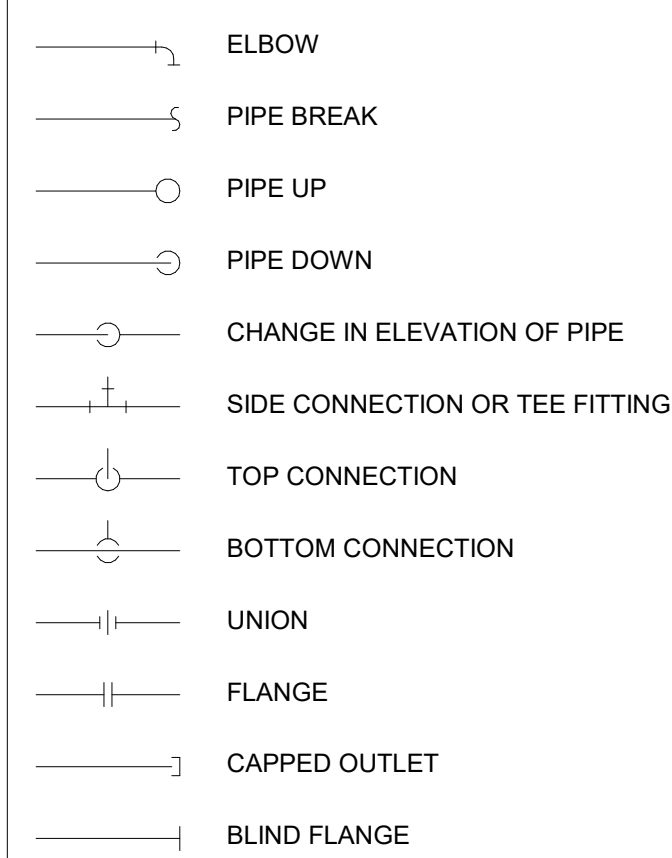 ELBOW
PIPE BREAK
PIPE UP
PIPE DOWN
CHANGE IN ELEVATION OF PIPE
SIDE CONNECTION OR TEE FITTING
TOP CONNECTION
BOTTOM CONNECTION
UNION
FLANGE
CAPPED OUTLET
BLIND FLANGE